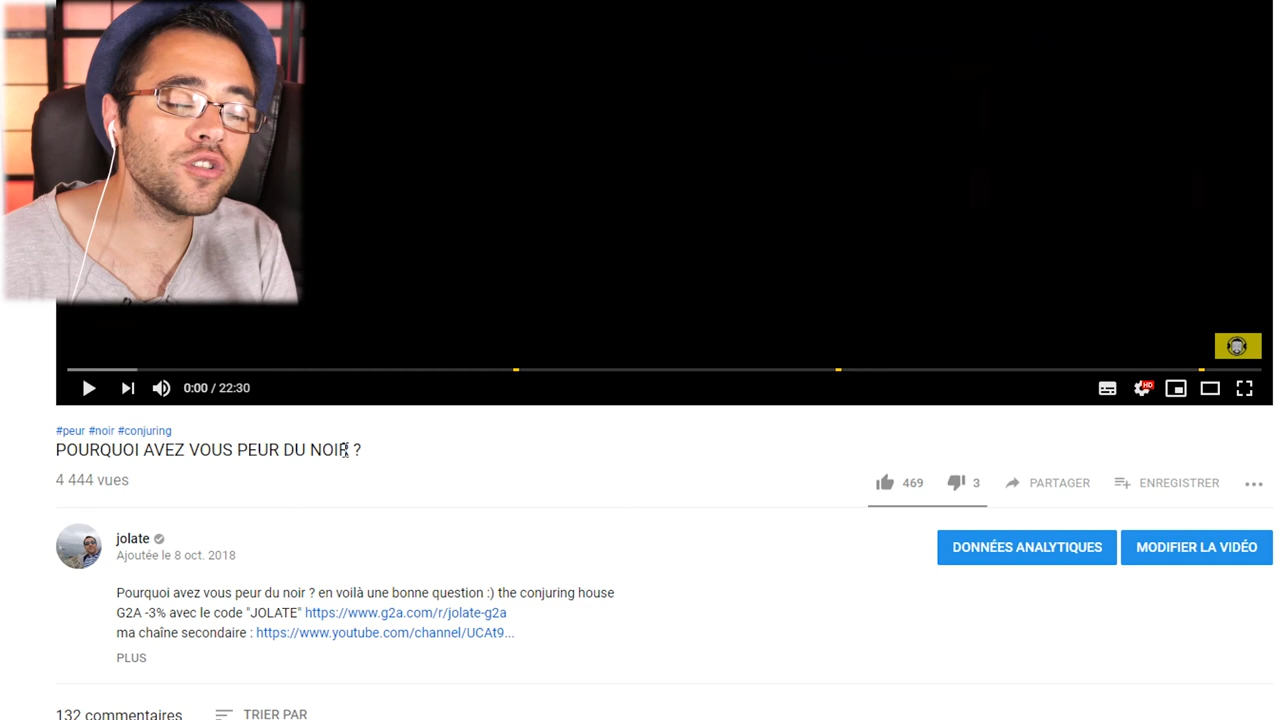 0:00 / 22:30
HD
#peur #noir #conjuring
POURQUOI AVEZ VOUS PEUR DU NOIR ?
4 444 vues
469
3
PARTAGER
ENREGISTRER
jolate
Ajoutée le 8 oct. 2018
DONNÉES ANALYTIQUES
MODIFIER LA VIDÉO
Pourquoi avez vous peur du noir ? en voilà une bonne question :) the conjuring house
G2A -3% avec le code "JOLATE" https://www.g2a.com/r/jolate-g2a
ma chaîne secondaire : https://www.youtube.com/channel/UCAt9...
PLUS
132 commentaires
TRIER PAR